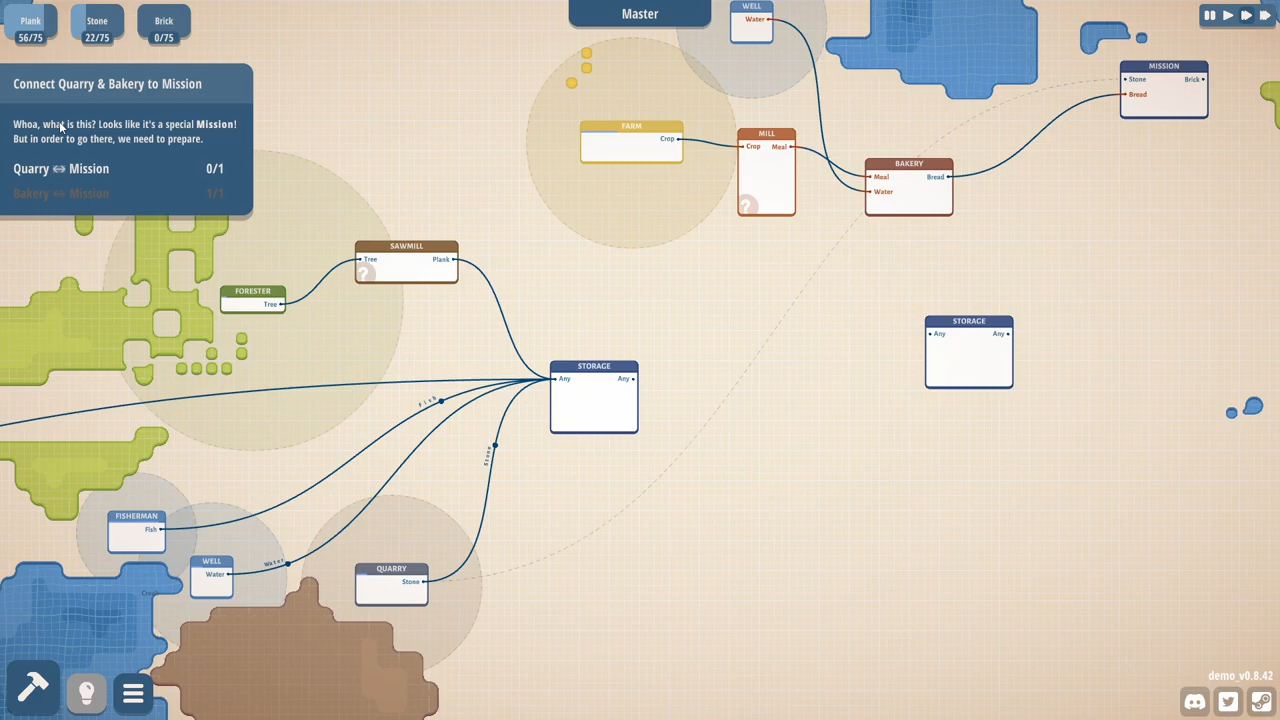 Plank
56/75
Stone
22/75
Brick
0/75
Master
Connect Quarry & Bakery to Mission
Whoa, what is this? Looks like it's a special Mission!
But in order to go there, we need to prepare.
Quarry ⇔ Mission 0/1
Bakery ⇔ Mission 1/1
WELL
Water
MISSION
Stone Brick
Bread
FARM
Crop
MILL
Crop Meal
?
BAKERY
Meal Bread
Water
SAWMILL
Tree Plank
?
FORESTER
Tree
STORAGE
Any Any
STORAGE
Any Any
Fish
Stone
FISHERMAN
Fish
WELL
Water
Water
QUARRY
Stone
demo_v0.8.42